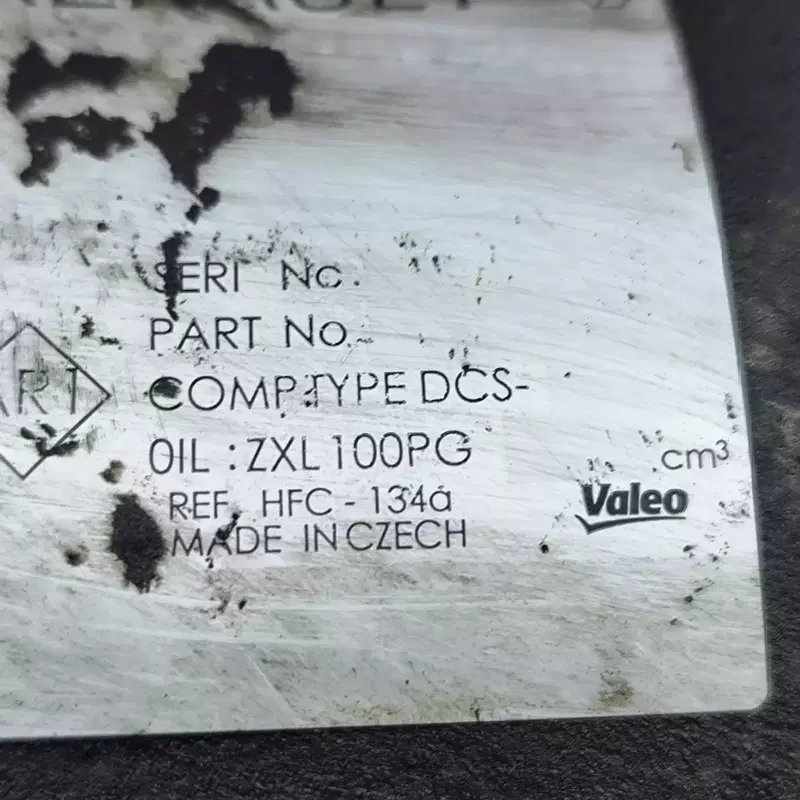 SERI No.
PART No.
COMP.TYPE DCS-
OIL : ZXL 100PG
cm³
REF. HFC - 134a
Valeo
MADE IN CZECH